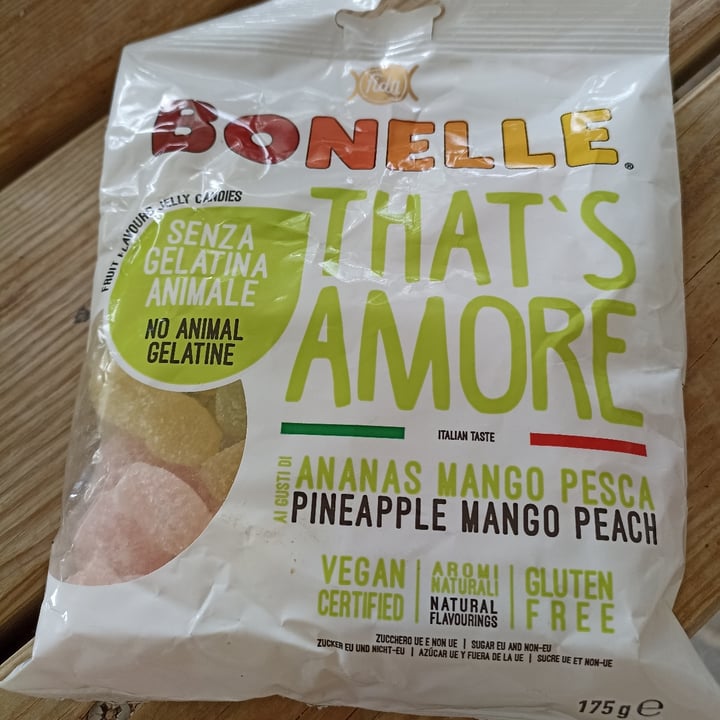 Fida
BONELLE®
FRUIT FLAVOURS JELLY CANDIES
SENZA
GELATINA
ANIMALE
NO ANIMAL
GELATINE
THAT`S
AMORE
ITALIAN TASTE
AI GUSTI DI
ANANAS MANGO PESCA
PINEAPPLE MANGO PEACH
VEGAN
CERTIFIED
AROMI
NATURALI
NATURAL
FLAVOURINGS
GLUTEN
FREE
ZUCCHERO UE E NON UE | SUGAR EU AND NON-EU
ZUCKER EU UND NICHT-EU | AZÚCAR UE Y FUERA DE LA UE | SUCRE UE ET NON-UE
175 g ℮